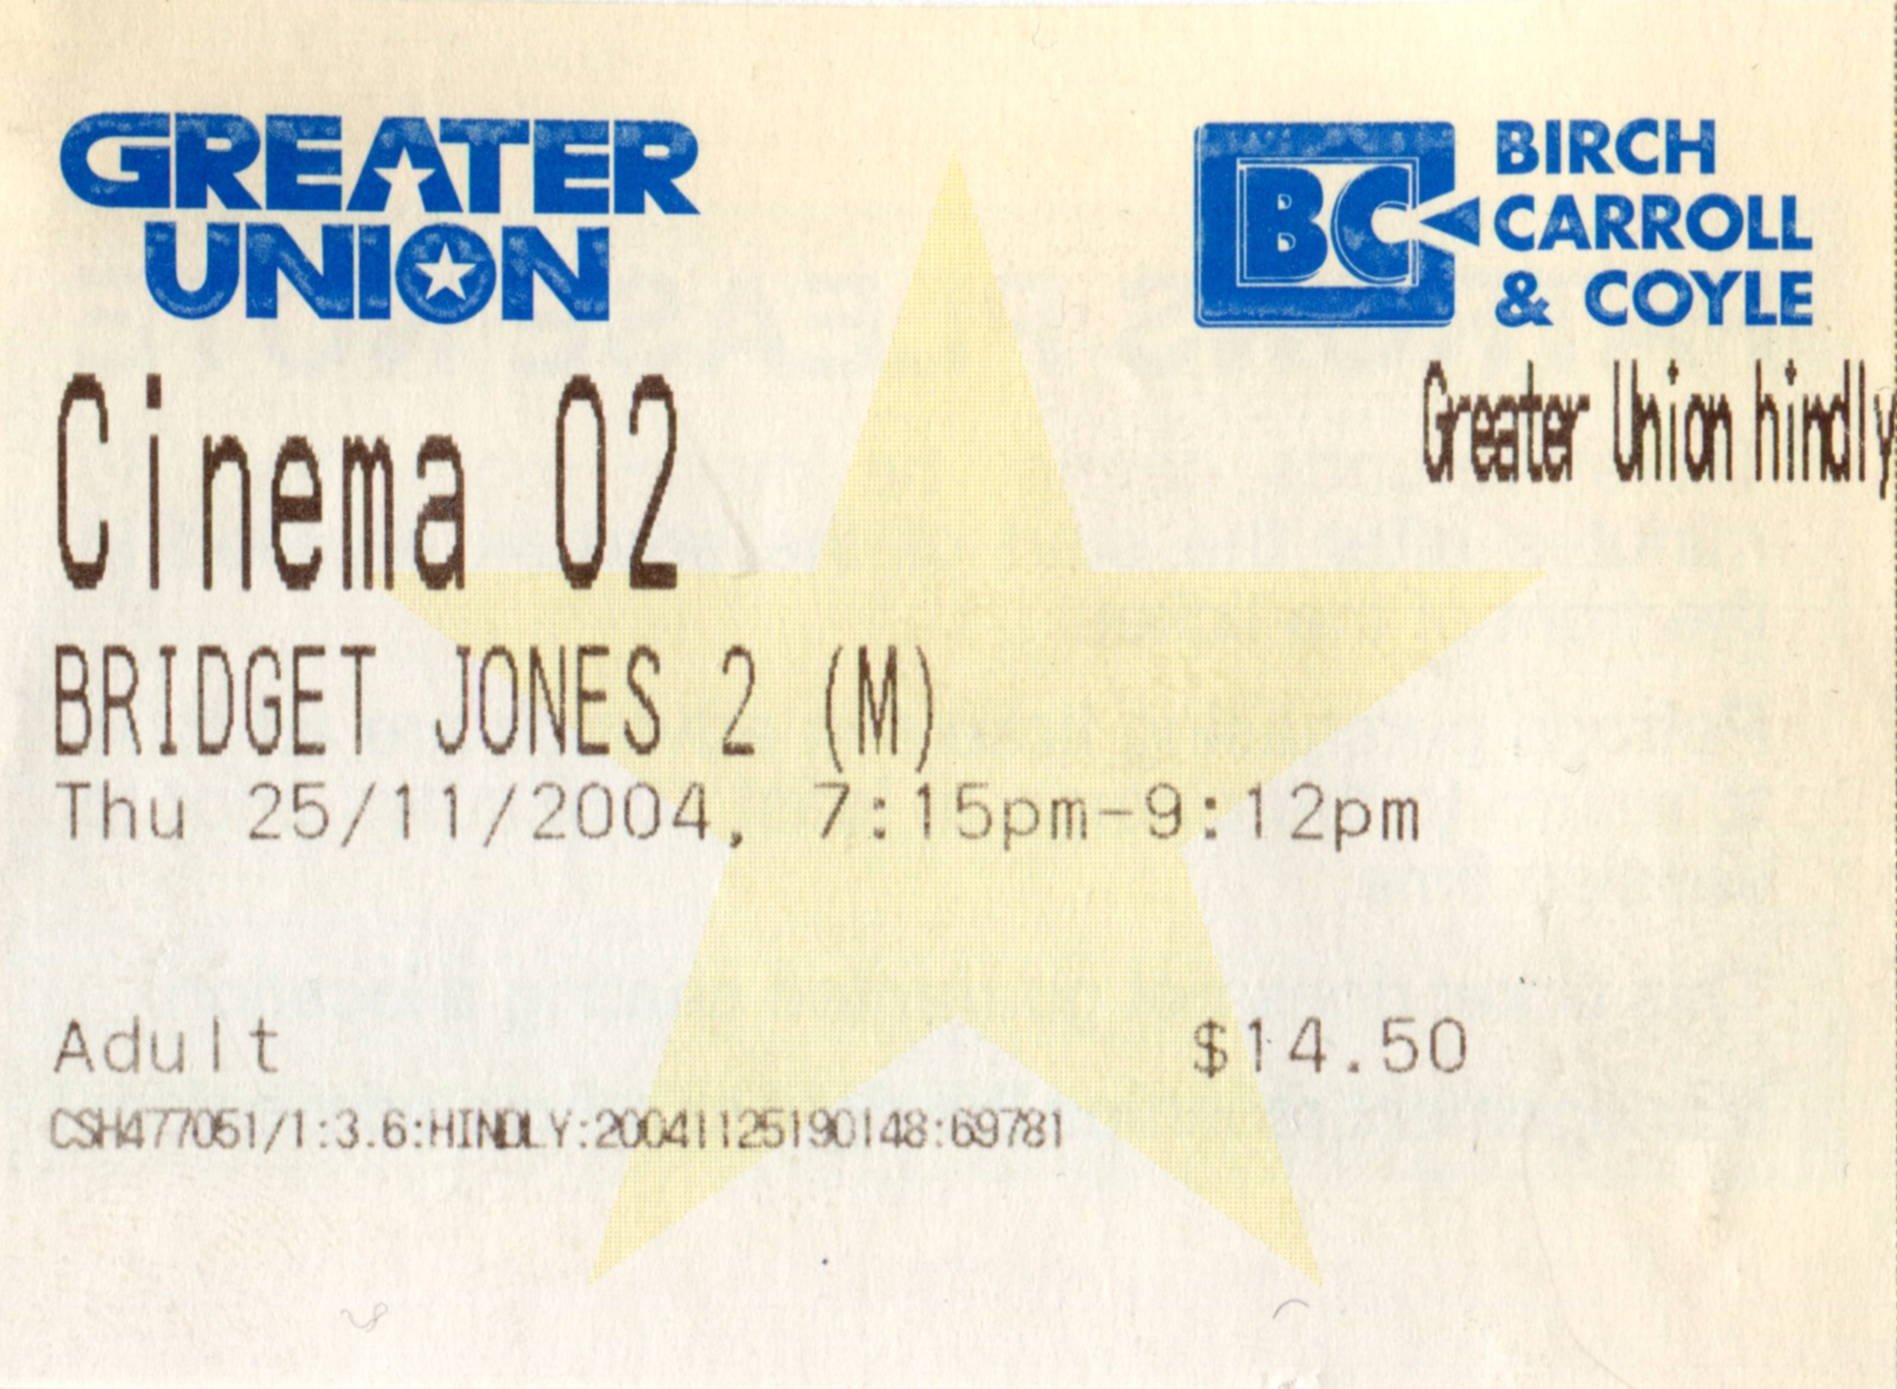 GREATER
UNION
BC
BIRCH
CARROLL
& COYLE
Greater Union hindly
Cinema 02
BRIDGET JONES 2 (M)
Thu 25/11/2004, 7:15pm-9:12pm
Adult $14.50
CSH477051/1:3.6:HINDLY:20041125190148:69781